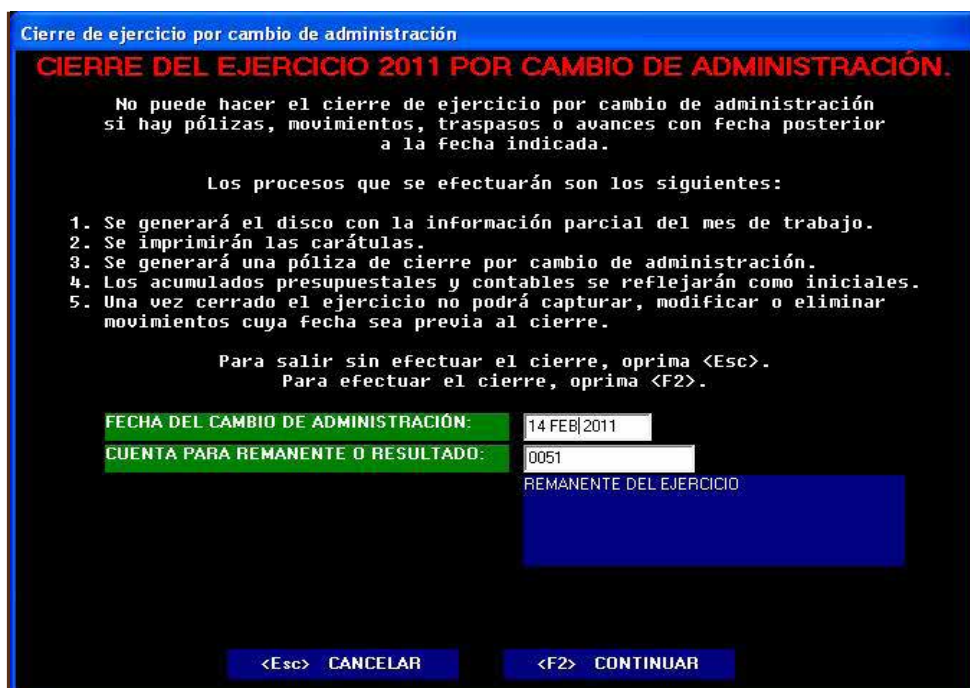 Cierre de ejercicio por cambio de administración
CIERRE DEL EJERCICIO 2011 POR CAMBIO DE ADMINISTRACIÓN.
No puede hacer el cierre de ejercicio por cambio de administración
si hay pólizas, movimientos, traspasos o avances con fecha posterior
a la fecha indicada.
Los procesos que se efectuarán son los siguientes:
1. Se generará el disco con la información parcial del mes de trabajo.
2. Se imprimirán las carátulas.
3. Se generará una póliza de cierre por cambio de administración.
4. Los acumulados presupuestales y contables se reflejarán como iniciales.
5. Una vez cerrado el ejercicio no podrá capturar, modificar o eliminar
movimientos cuya fecha sea previa al cierre.
Para salir sin efectuar el cierre, oprima <Esc>.
Para efectuar el cierre, oprima <F2>.
FECHA DEL CAMBIO DE ADMINISTRACIÓN: 14 FEB 2011
CUENTA PARA REMANENTE O RESULTADO: 0051
REMANENTE DEL EJERCICIO
<Esc> CANCELAR <F2> CONTINUAR